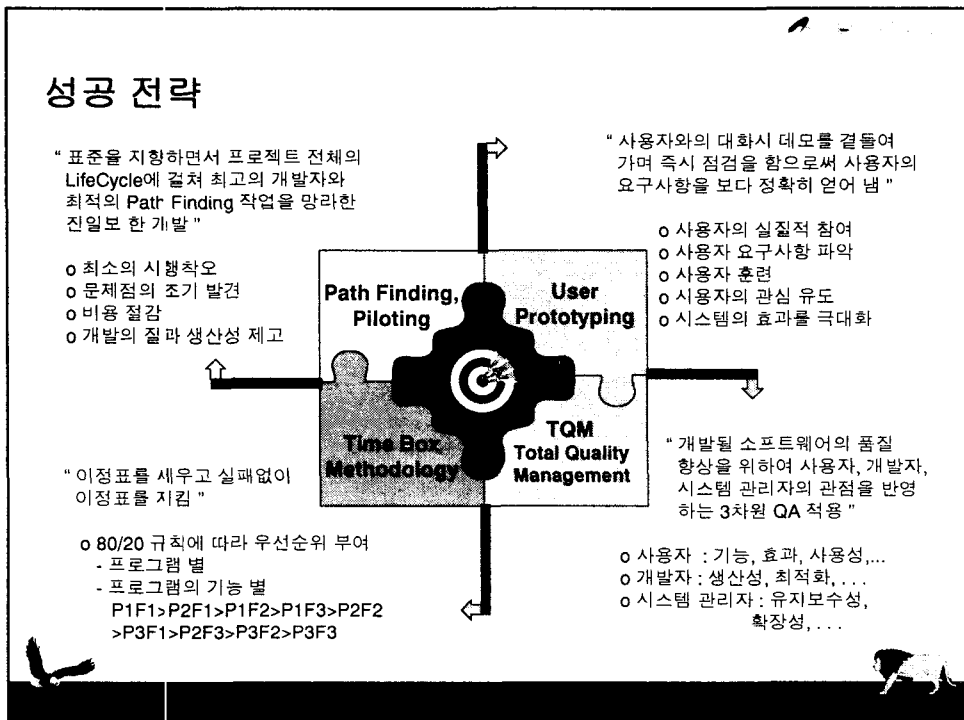 성공 전략
" 표준을 지향하면서 프로젝트 전체의
LifeCycle에 걸쳐 최고의 개발자와
최적의 Path Finding 작업을 망라한
진일보 한 개발 "
o 최소의 시행착오
o 문제점의 조기 발견
o 비용 절감
o 개발의 질과 생산성 제고
" 사용자와의 대화시 데모를 곁들여
가며 즉시 점검을 함으로써 사용자의
요구사항을 보다 정확히 얻어 냄 "
o 사용자의 실질적 참여
o 사용자 요구사항 파악
o 사용자 훈련
o 사용자의 관심 유도
o 시스템의 효과를 극대화
Path Finding,
Piloting
User
Prototyping
Time Box
Methodology
TQM
Total Quality
Management
" 이정표를 세우고 실패없이
이정표를 지킴 "
o 80/20 규칙에 따라 우선순위 부여
- 프로그램 별
- 프로그램의 기능 별
P1F1>P2F1>P1F2>P1F3>P2F2
>P3F1>P2F3>P3F2>P3F3
" 개발될 소프트웨어의 품질
향상을 위하여 사용자, 개발자,
시스템 관리자의 관점을 반영
하는 3차원 QA 적용 "
o 사용자 : 기능, 효과, 사용성,...
o 개발자 : 생산성, 최적화, . . .
o 시스템 관리자 : 유지보수성,
확장성, . . .